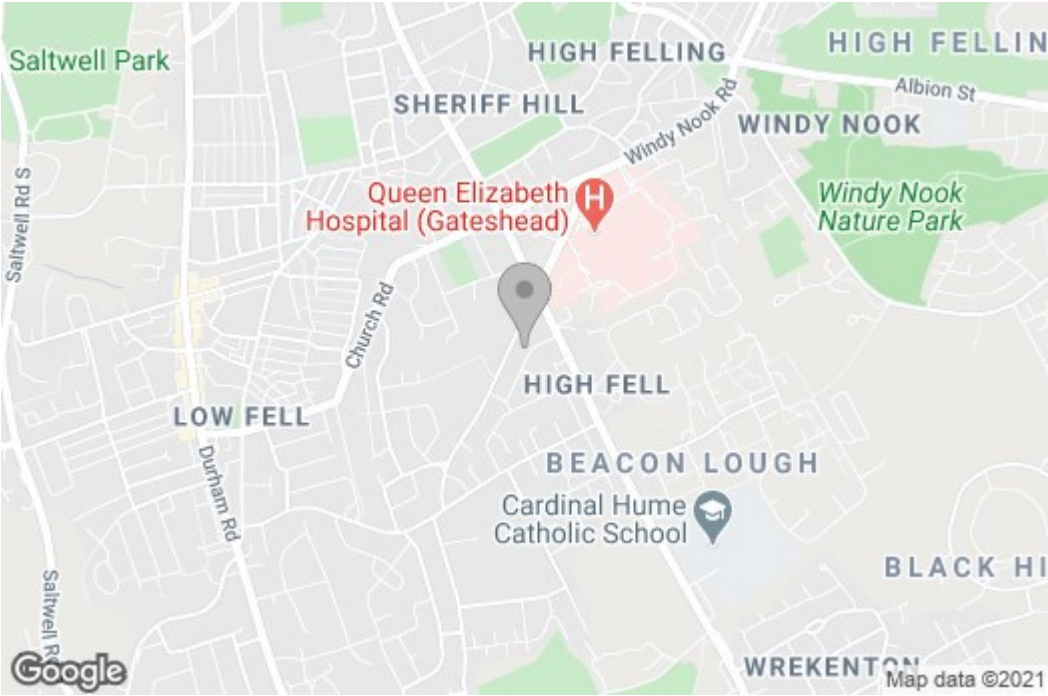 HIGH FELLING
HIGH FELLIN
Saltwell Park
Albion St
SHERIFF HILL
Windy Nook Rd
WINDY NOOK
Queen Elizabeth
Hospital (Gateshead)
H
Windy Nook
Nature Park
Saltwell Rd S
Church Rd
HIGH FELL
LOW FELL
Durham Rd
BEACON LOUGH
Cardinal Hume
Catholic School
BLACK HI
Saltwell R
WREKENTON
Google
Map data ©2021